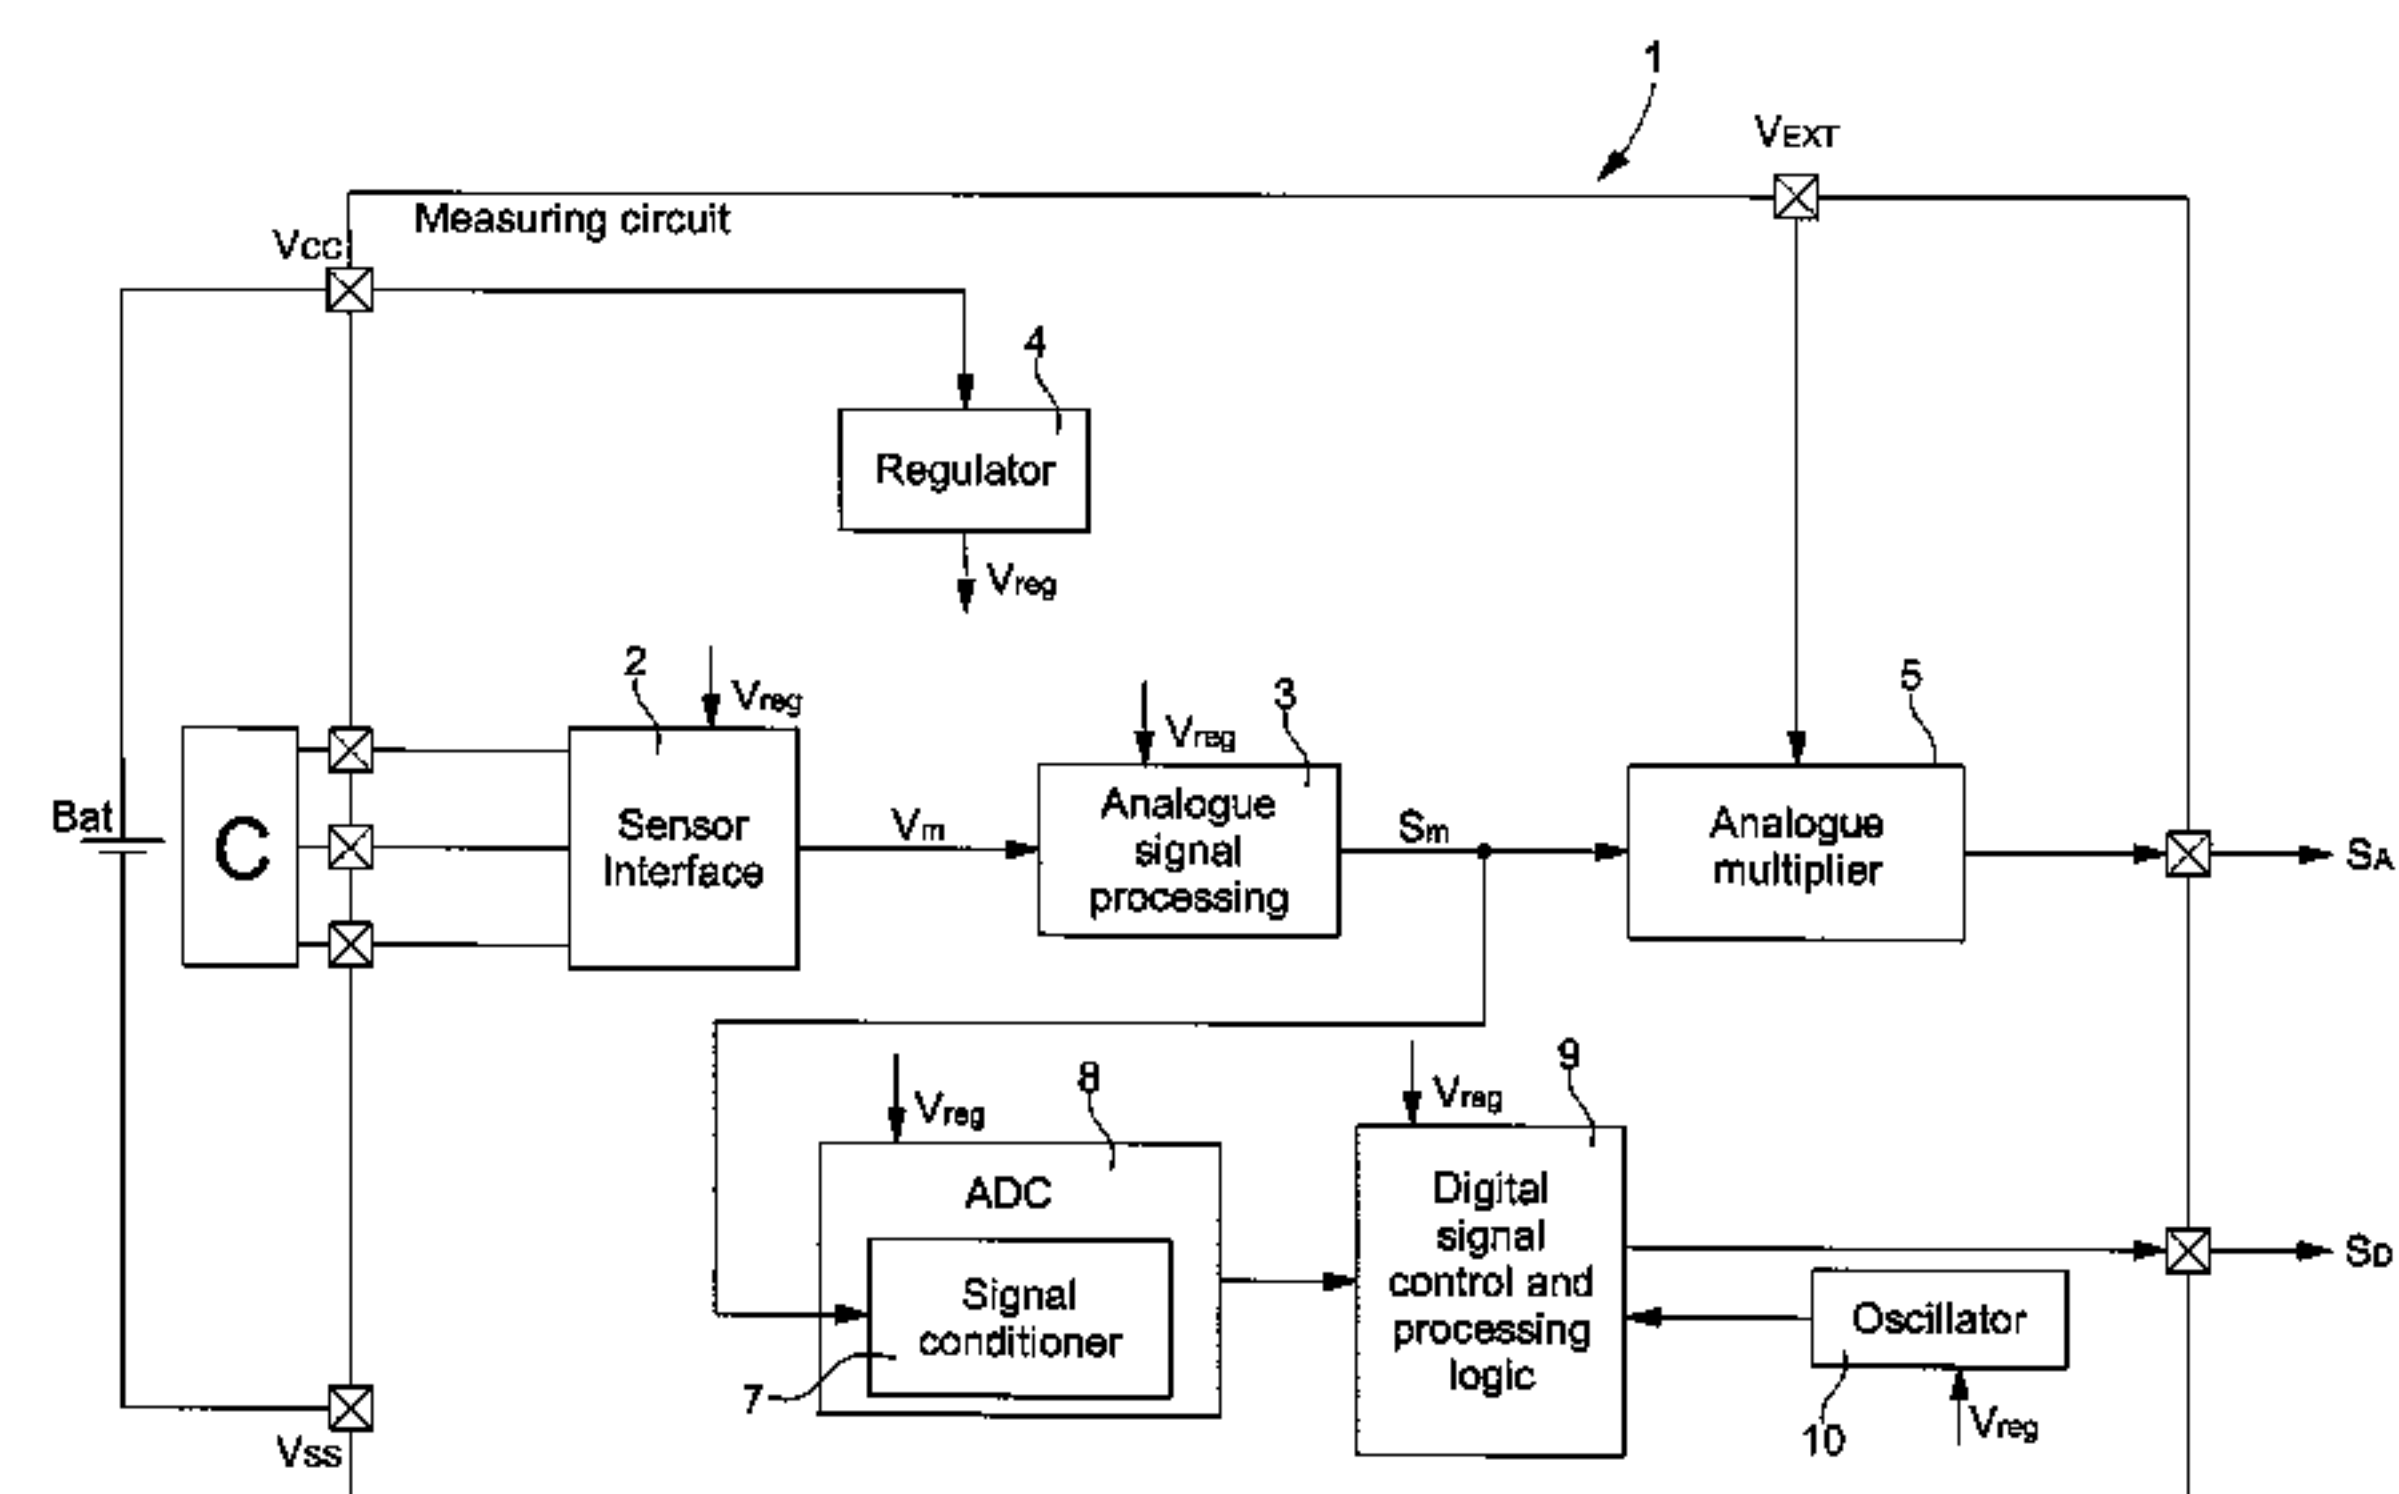 1
VEXT
Measuring circuit
VCC
4
Regulator
Vreg
2
Vreg
3
Vreg
5
Bat
C
Sensor
Interface
Vm
Analogue
signal
processing
Sm
Analogue
multiplier
SA
8
Vreg
9
Vreg
ADC
Signal
conditioner
7
Digital
signal
control and
processing
logic
SD
Oscillator
10
Vreg
VSS